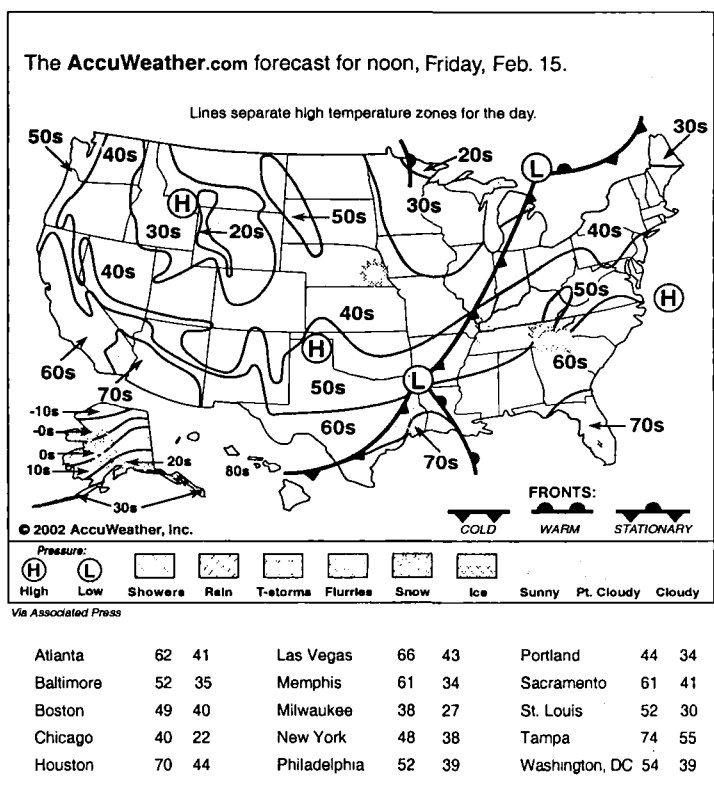 The AccuWeather.com forecast for noon, Friday, Feb. 15.
Lines separate high temperature zones for the day.
50s
40s
20s
30s
H
L
30s
30s
20s
50s
40s
40s
50s
H
40s
H
60s
70s
50s
L
60s
60s
70s
70s
-10s
-0s
0s
10s
20s
30s
80s
FRONTS:
COLD WARM STATIONARY
© 2002 AccuWeather, Inc.
Pressure:
H L
High Low Showers Rain T-storms Flurries Snow Ice Sunny Pt. Cloudy Cloudy
Via Associated Press
Atlanta 62 41 Las Vegas 66 43 Portland 44 34
Baltimore 52 35 Memphis 61 34 Sacramento 61 41
Boston 49 40 Milwaukee 38 27 St. Louis 52 30
Chicago 40 22 New York 48 38 Tampa 74 55
Houston 70 44 Philadelphia 52 39 Washington, DC 54 39